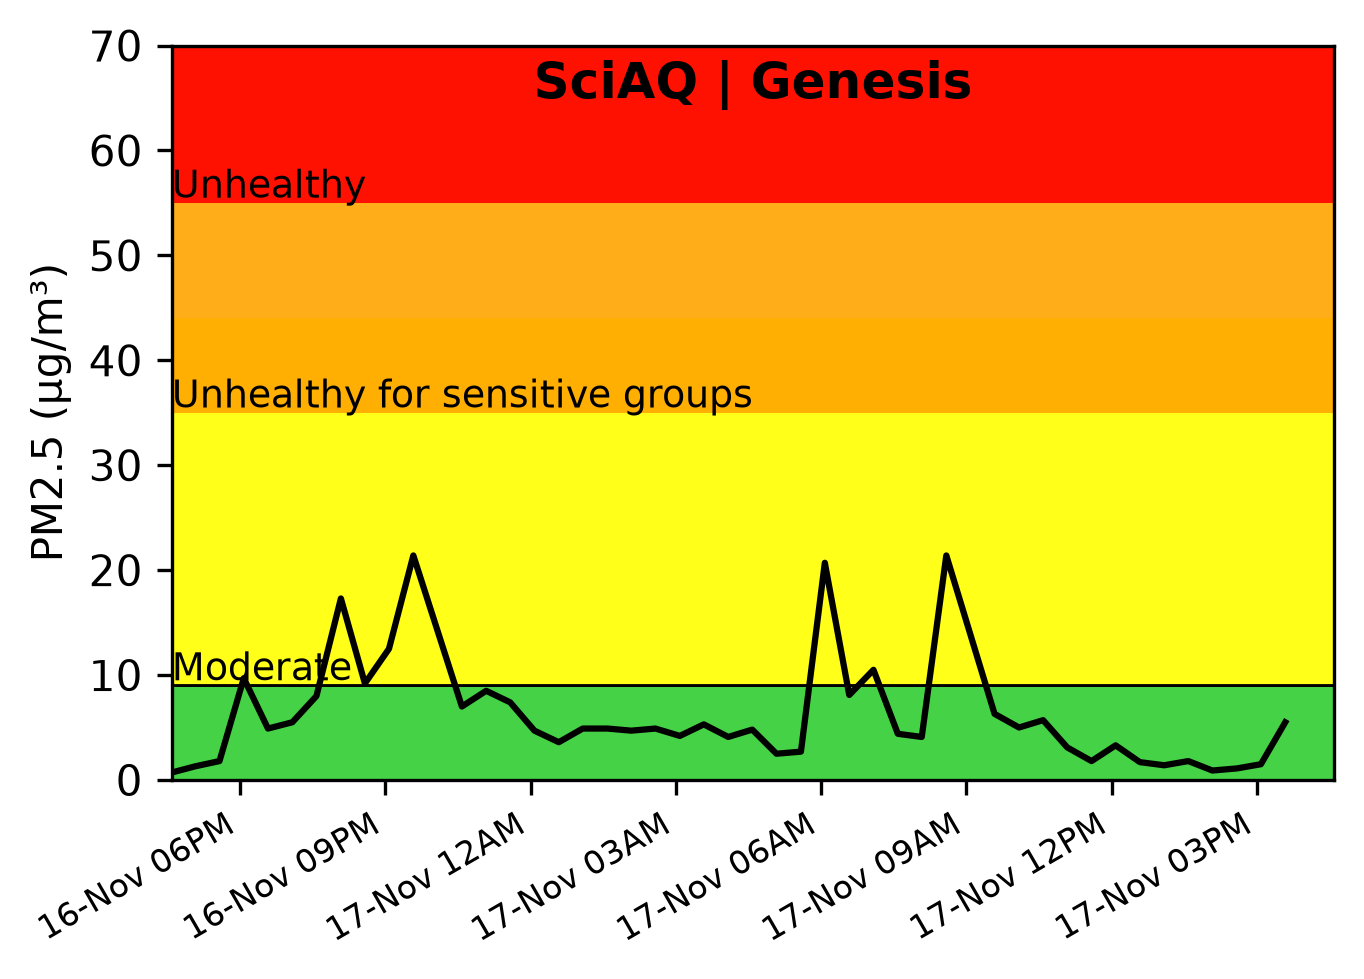 SciAQ | Genesis
PM2.5 (µg/m³)
70
60
50
40
30
20
10
0
Unhealthy
Unhealthy for sensitive groups
Moderate
16-Nov 06PM
16-Nov 09PM
17-Nov 12AM
17-Nov 03AM
17-Nov 06AM
17-Nov 09AM
17-Nov 12PM
17-Nov 03PM